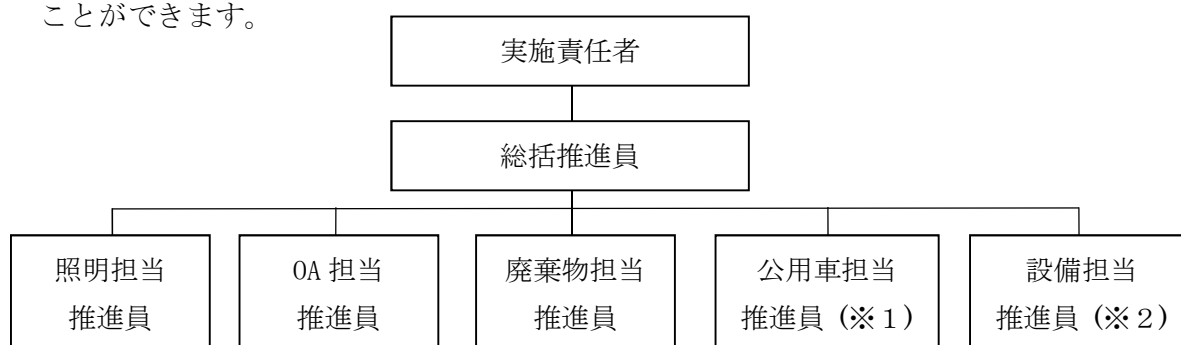 ことができます。
実施責任者
総括推進員
照明担当
推進員
OA 担当
推進員
廃棄物担当
推進員
公用車担当
推進員（※１）
設備担当
推進員（※２）